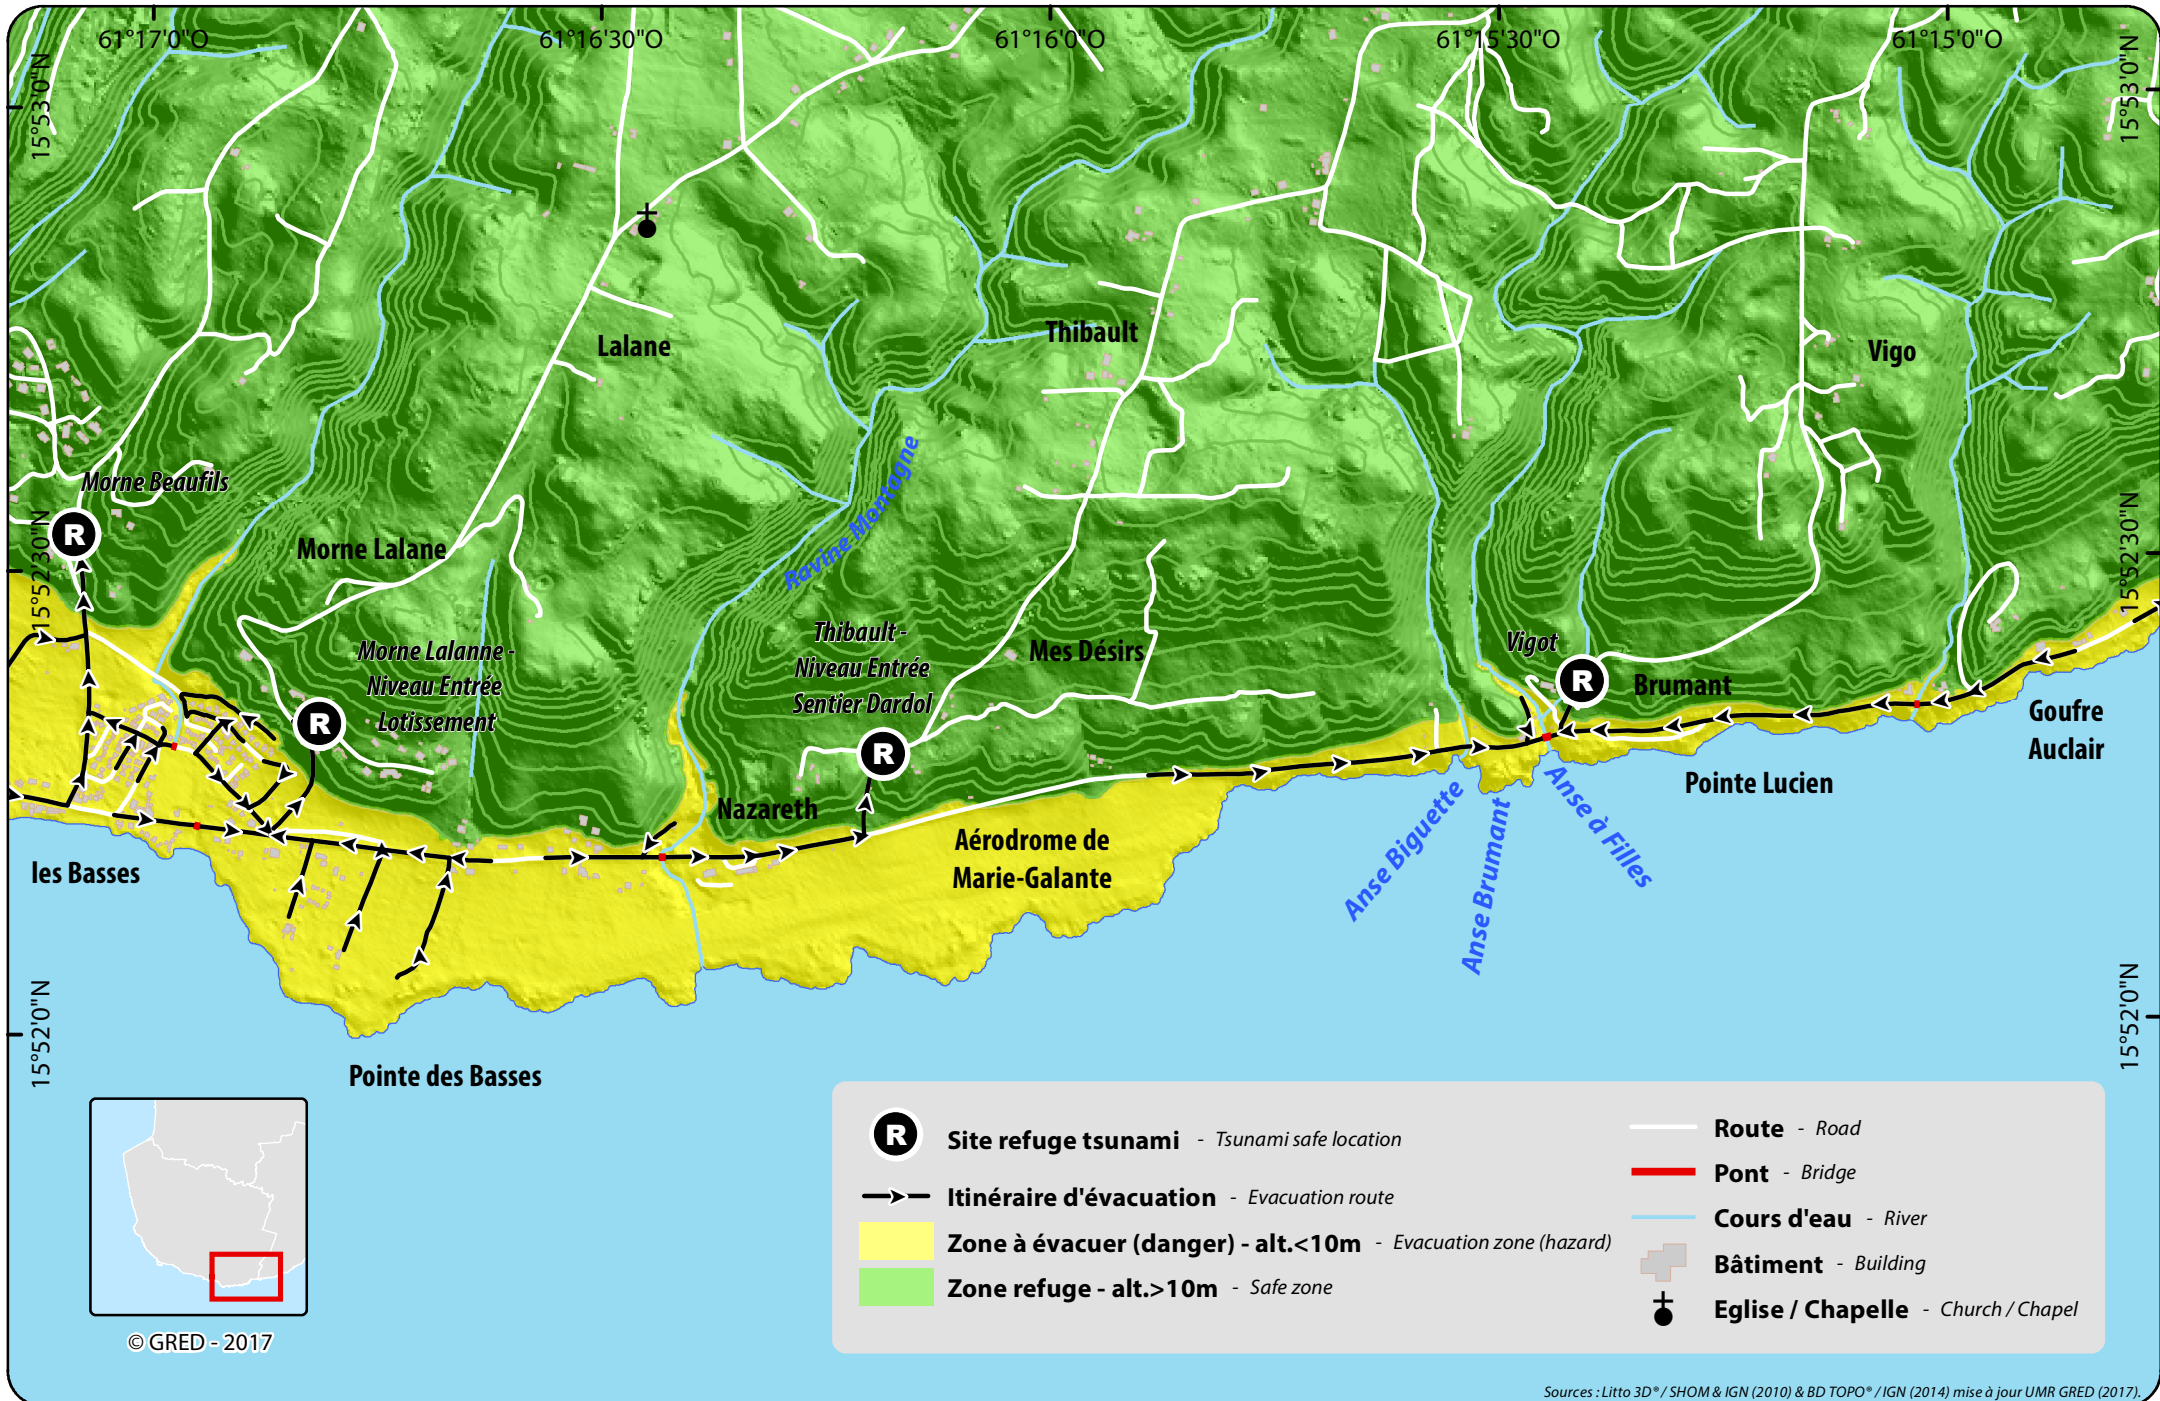 61°17'0"O
61°16'30"O
61°16'0"O
61°15'30"O
61°15'0"O
15°53'0"N
15°53'0"N
Lalane
Thibault
Vigo
Morne Beaufils
R
15°52'30"N
15°52'30"N
Morne Lalane
Ravine Montagne
Morne Lalanne -
Niveau Entrée
Lotissement
R
Thibault -
Niveau Entrée
Sentier Dardol
R
Mes Désirs
Vigot
R
Brumant
Goufre
Auclair
Pointe Lucien
Nazareth
Aérodrome de
Marie-Galante
les Basses
Anse Biguette
Anse Brumant
Anse à Filles
15°52'0"N
15°52'0"N
Pointe des Basses
© GRED - 2017
R
Site refuge tsunami - Tsunami safe location
Itinéraire d'évacuation - Evacuation route
Zone à évacuer (danger) - alt.<10m - Evacuation zone (hazard)
Zone refuge - alt.>10m - Safe zone
Route - Road
Pont - Bridge
Cours d'eau - River
Bâtiment - Building
Eglise / Chapelle - Church / Chapel
Sources : Litto 3D® / SHOM & IGN (2010) & BD TOPO® / IGN (2014) mise à jour UMR GRED (2017).